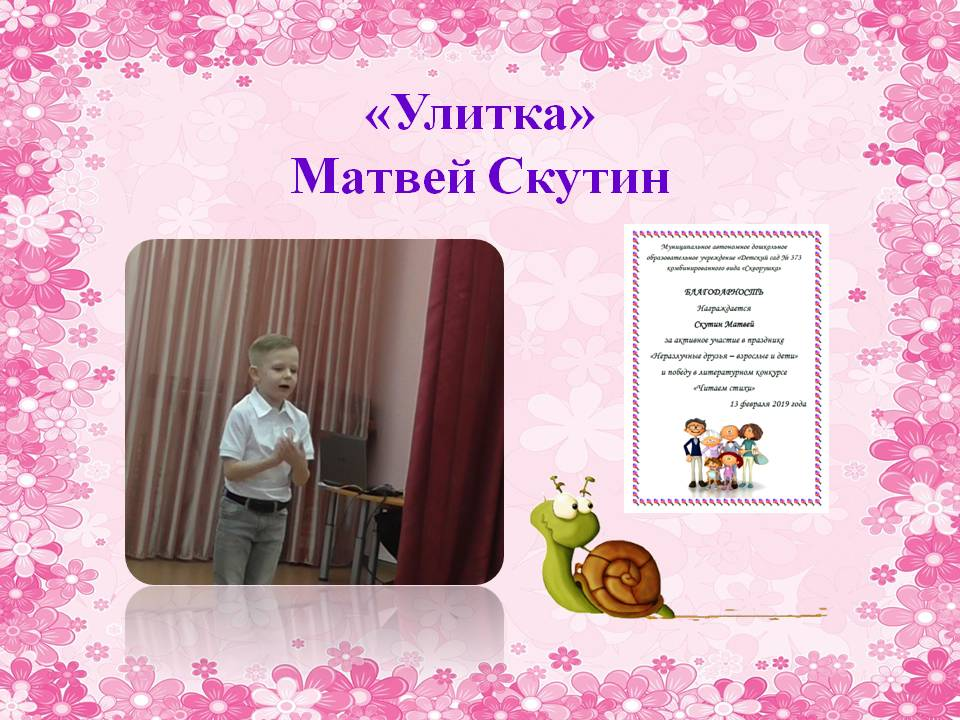 «Улитка»
Матвей Скутин
Муниципальное автономное дошкольное
образовательное учреждение «Детский сад № 373
комбинированного вида «Скворушка»
БЛАГОДАРНОСТЬ
Награждается
Скутин Матвей
за активное участие в празднике
«Неразлучные друзья – взрослые и дети»
и победу в литературном конкурсе
«Читаем стихи»
13 февраля 2019 года